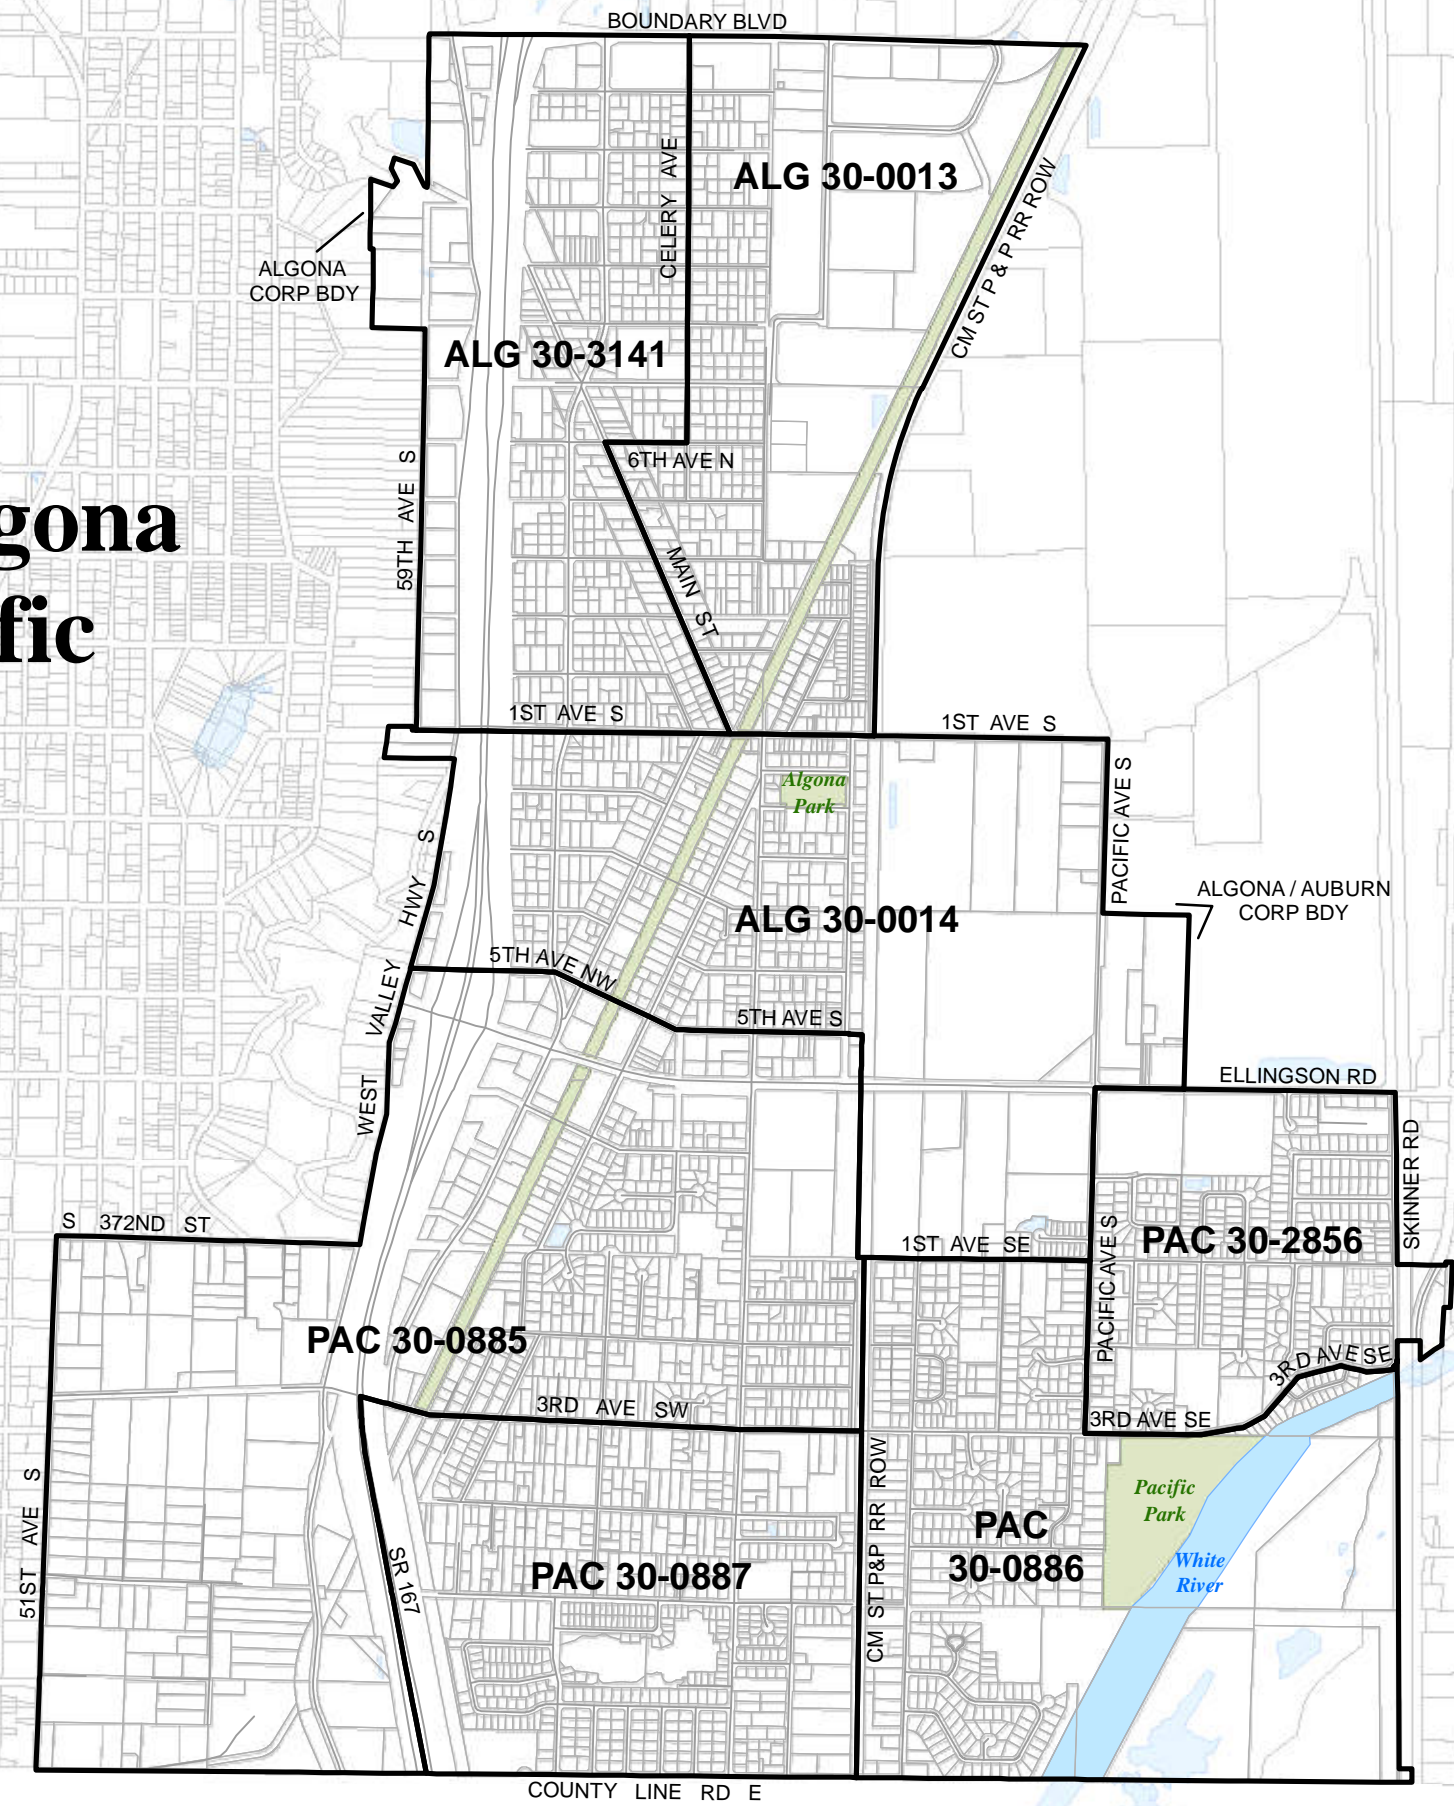 BOUNDARY BLVD
CELERY AVE
ALG 30-0013
CM ST P & P RR ROW
ALGONA
CORP BDY
ALG 30-3141
59TH AVE S
6TH AVE N
gona
fic
MAIN ST
1ST AVE S
1ST AVE S
Algona
Park
PACIFIC AVE S
WEST VALLEY HWY S
ALGONA / AUBURN
CORP BDY
ALG 30-0014
5TH AVE NW
5TH AVE S
ELLINGSON RD
SKINNER RD
S 372ND ST
1ST AVE SE
PACIFIC AVE S
PAC 30-2856
PAC 30-0885
3RD AVE SE
3RD AVE SW
3RD AVE SE
51ST AVE S
SR 167
CM ST P&P RR ROW
Pacific
Park
PAC
30-0886
PAC 30-0887
White
River
COUNTY LINE RD E